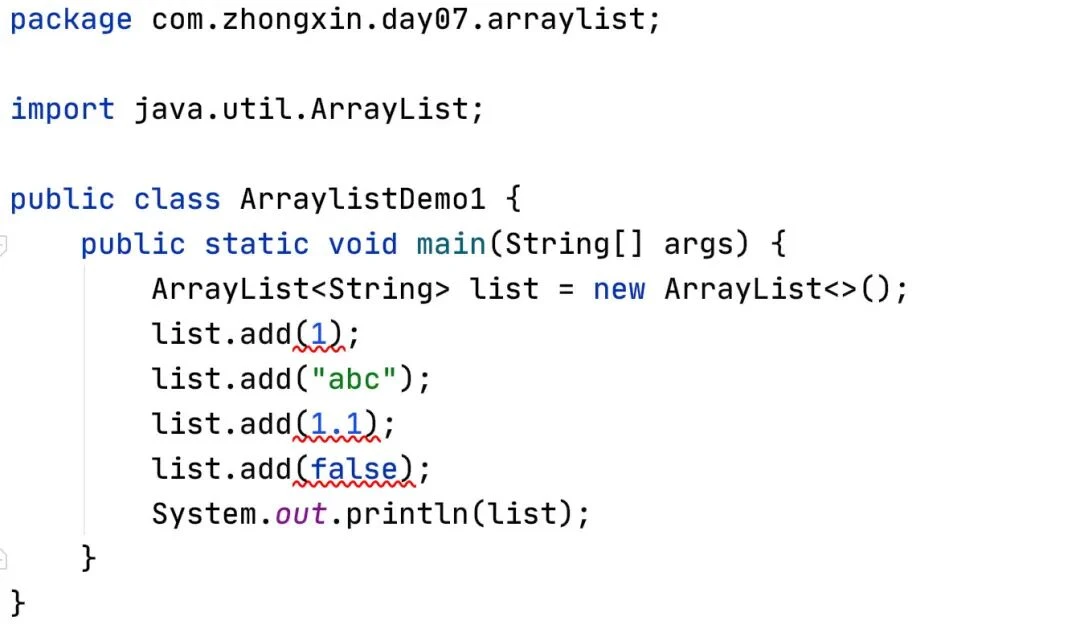 package com.zhongxin.day07.arraylist;
import java.util.ArrayList;
public class ArraylistDemo1 {
public static void main(String[] args) {
ArrayList<String> list = new ArrayList<>();
list.add(1);
list.add("abc");
list.add(1.1);
list.add(false);
System.out.println(list);
}
}